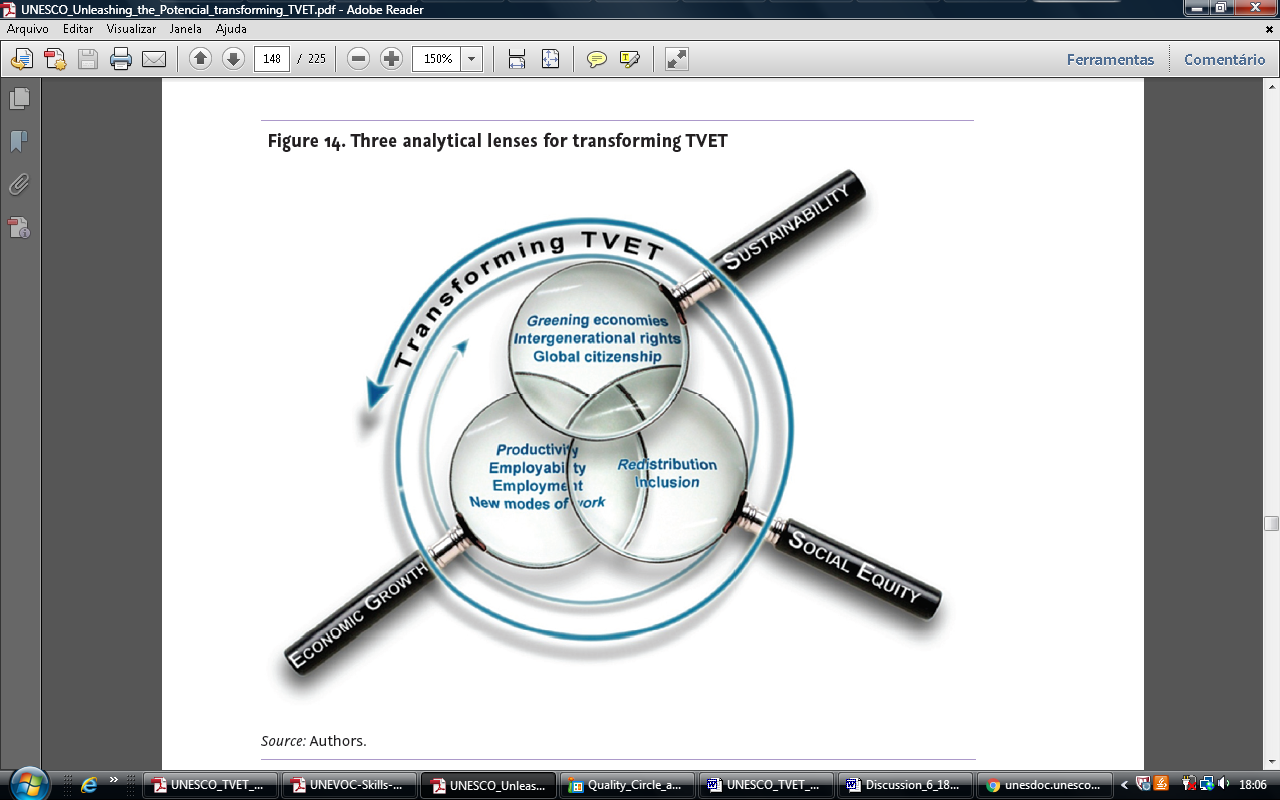 UNESCO_Unleashing_the_Potencial_transforming_TVET.pdf - Adobe Reader
Arquivo Editar Visualizar Janela Ajuda
148 / 225 150% Ferramentas Comentário
Figure 14. Three analytical lenses for transforming TVET
Transforming TVET
SUSTAINABILITY
Greening economies
Intergenerational rights
Global citizenship
Productivity
Employability
Employment
New modes of work
Redistribution
Inclusion
ECONOMIC GROWTH
SOCIAL EQUITY
Source: Authors.
UNESCO_TVET_... UNEVOC-Skills-... UNESCO_Unleas... Quality_Circle_a... UNESCO_TVET_... Discussion_6_18... unesdoc.unesco... 18:06